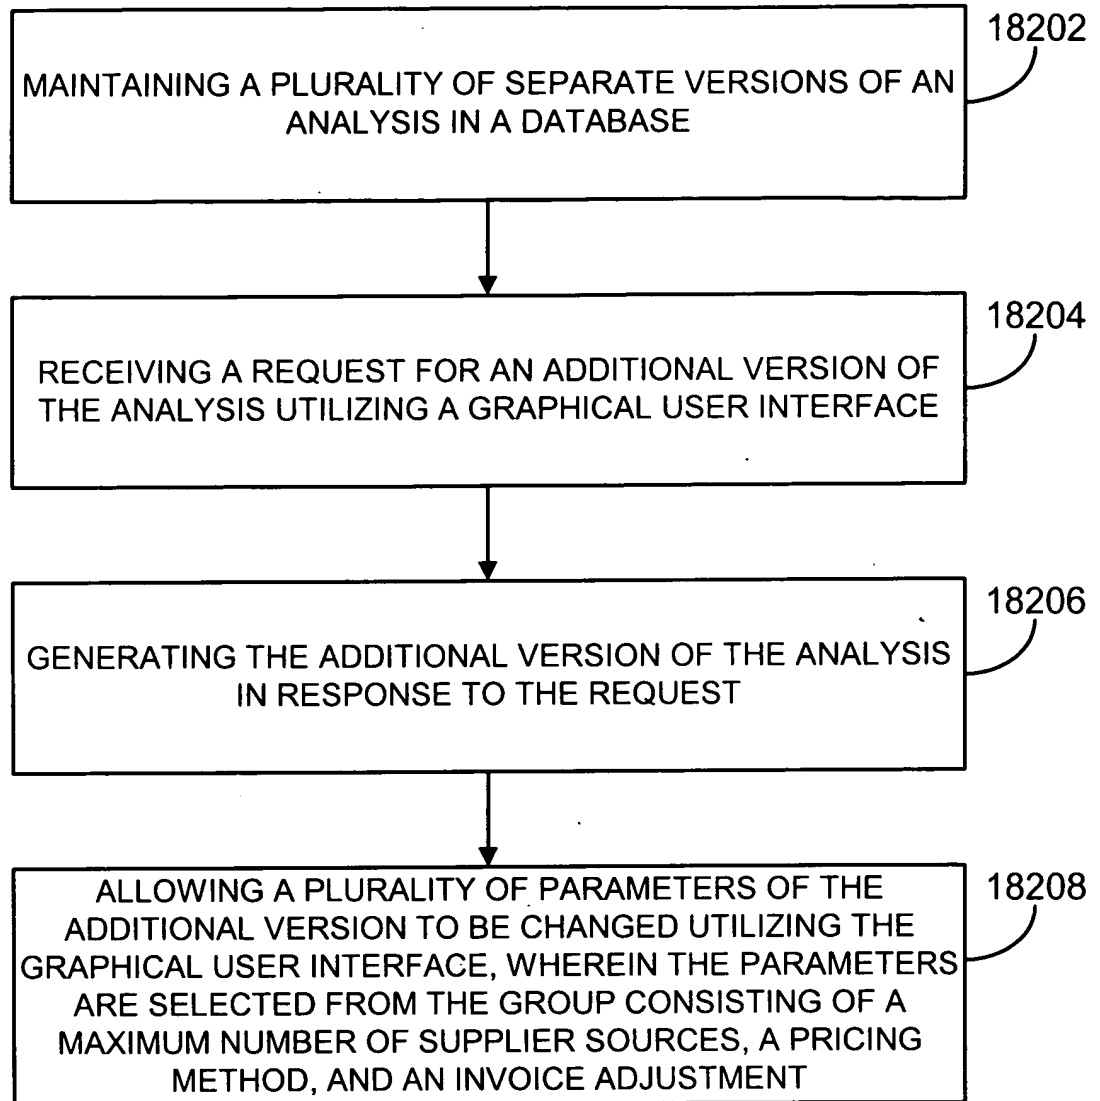 18202
MAINTAINING A PLURALITY OF SEPARATE VERSIONS OF AN
ANALYSIS IN A DATABASE
18204
RECEIVING A REQUEST FOR AN ADDITIONAL VERSION OF
THE ANALYSIS UTILIZING A GRAPHICAL USER INTERFACE
18206
GENERATING THE ADDITIONAL VERSION OF THE ANALYSIS
IN RESPONSE TO THE REQUEST
18208
ALLOWING A PLURALITY OF PARAMETERS OF THE
ADDITIONAL VERSION TO BE CHANGED UTILIZING THE
GRAPHICAL USER INTERFACE, WHEREIN THE PARAMETERS
ARE SELECTED FROM THE GROUP CONSISTING OF A
MAXIMUM NUMBER OF SUPPLIER SOURCES, A PRICING
METHOD, AND AN INVOICE ADJUSTMENT